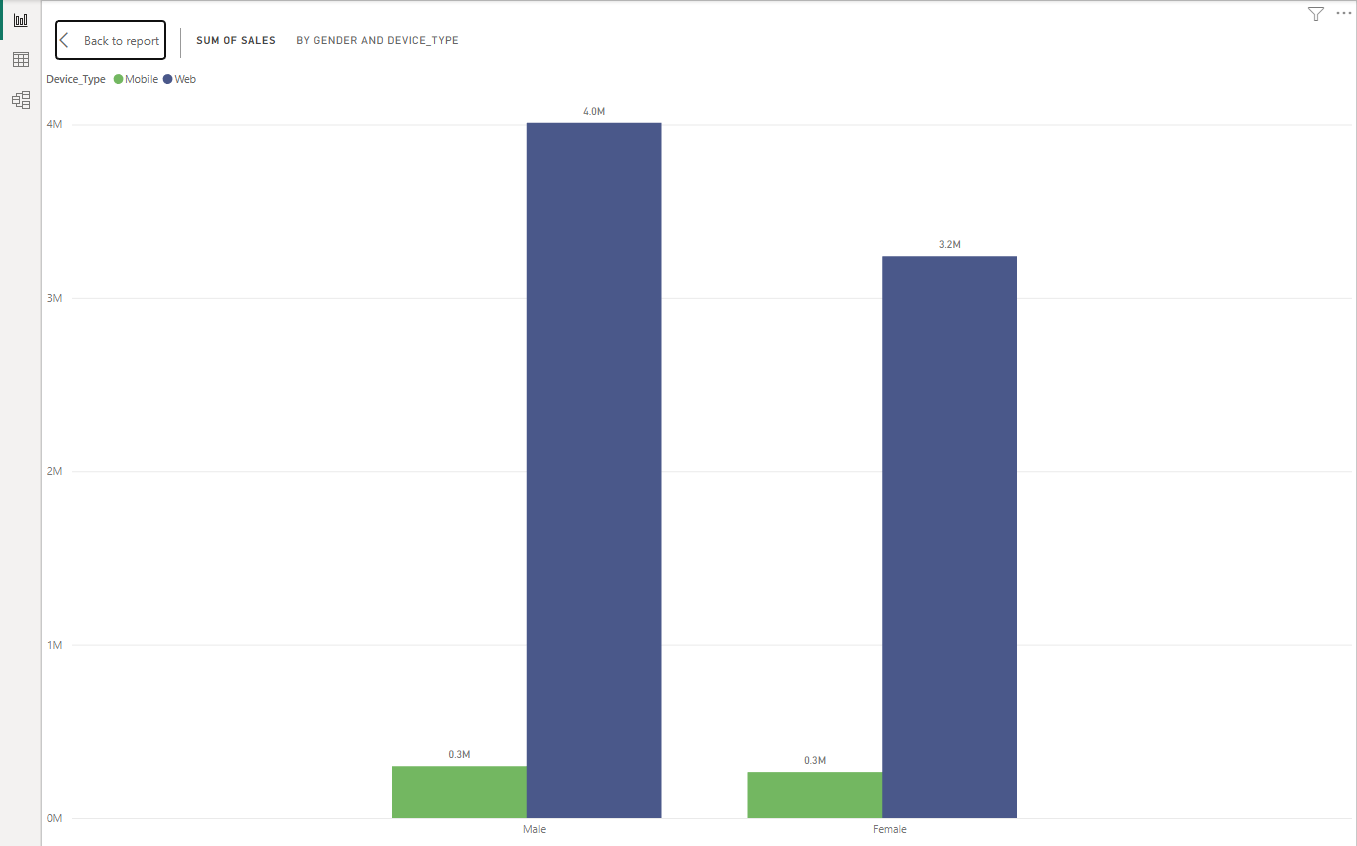 Back to report
SUM OF SALES BY GENDER AND DEVICE_TYPE
Device_Type Mobile Web
4.0M
4M
3.2M
3M
2M
1M
0.3M
0.3M
0M
Male Female